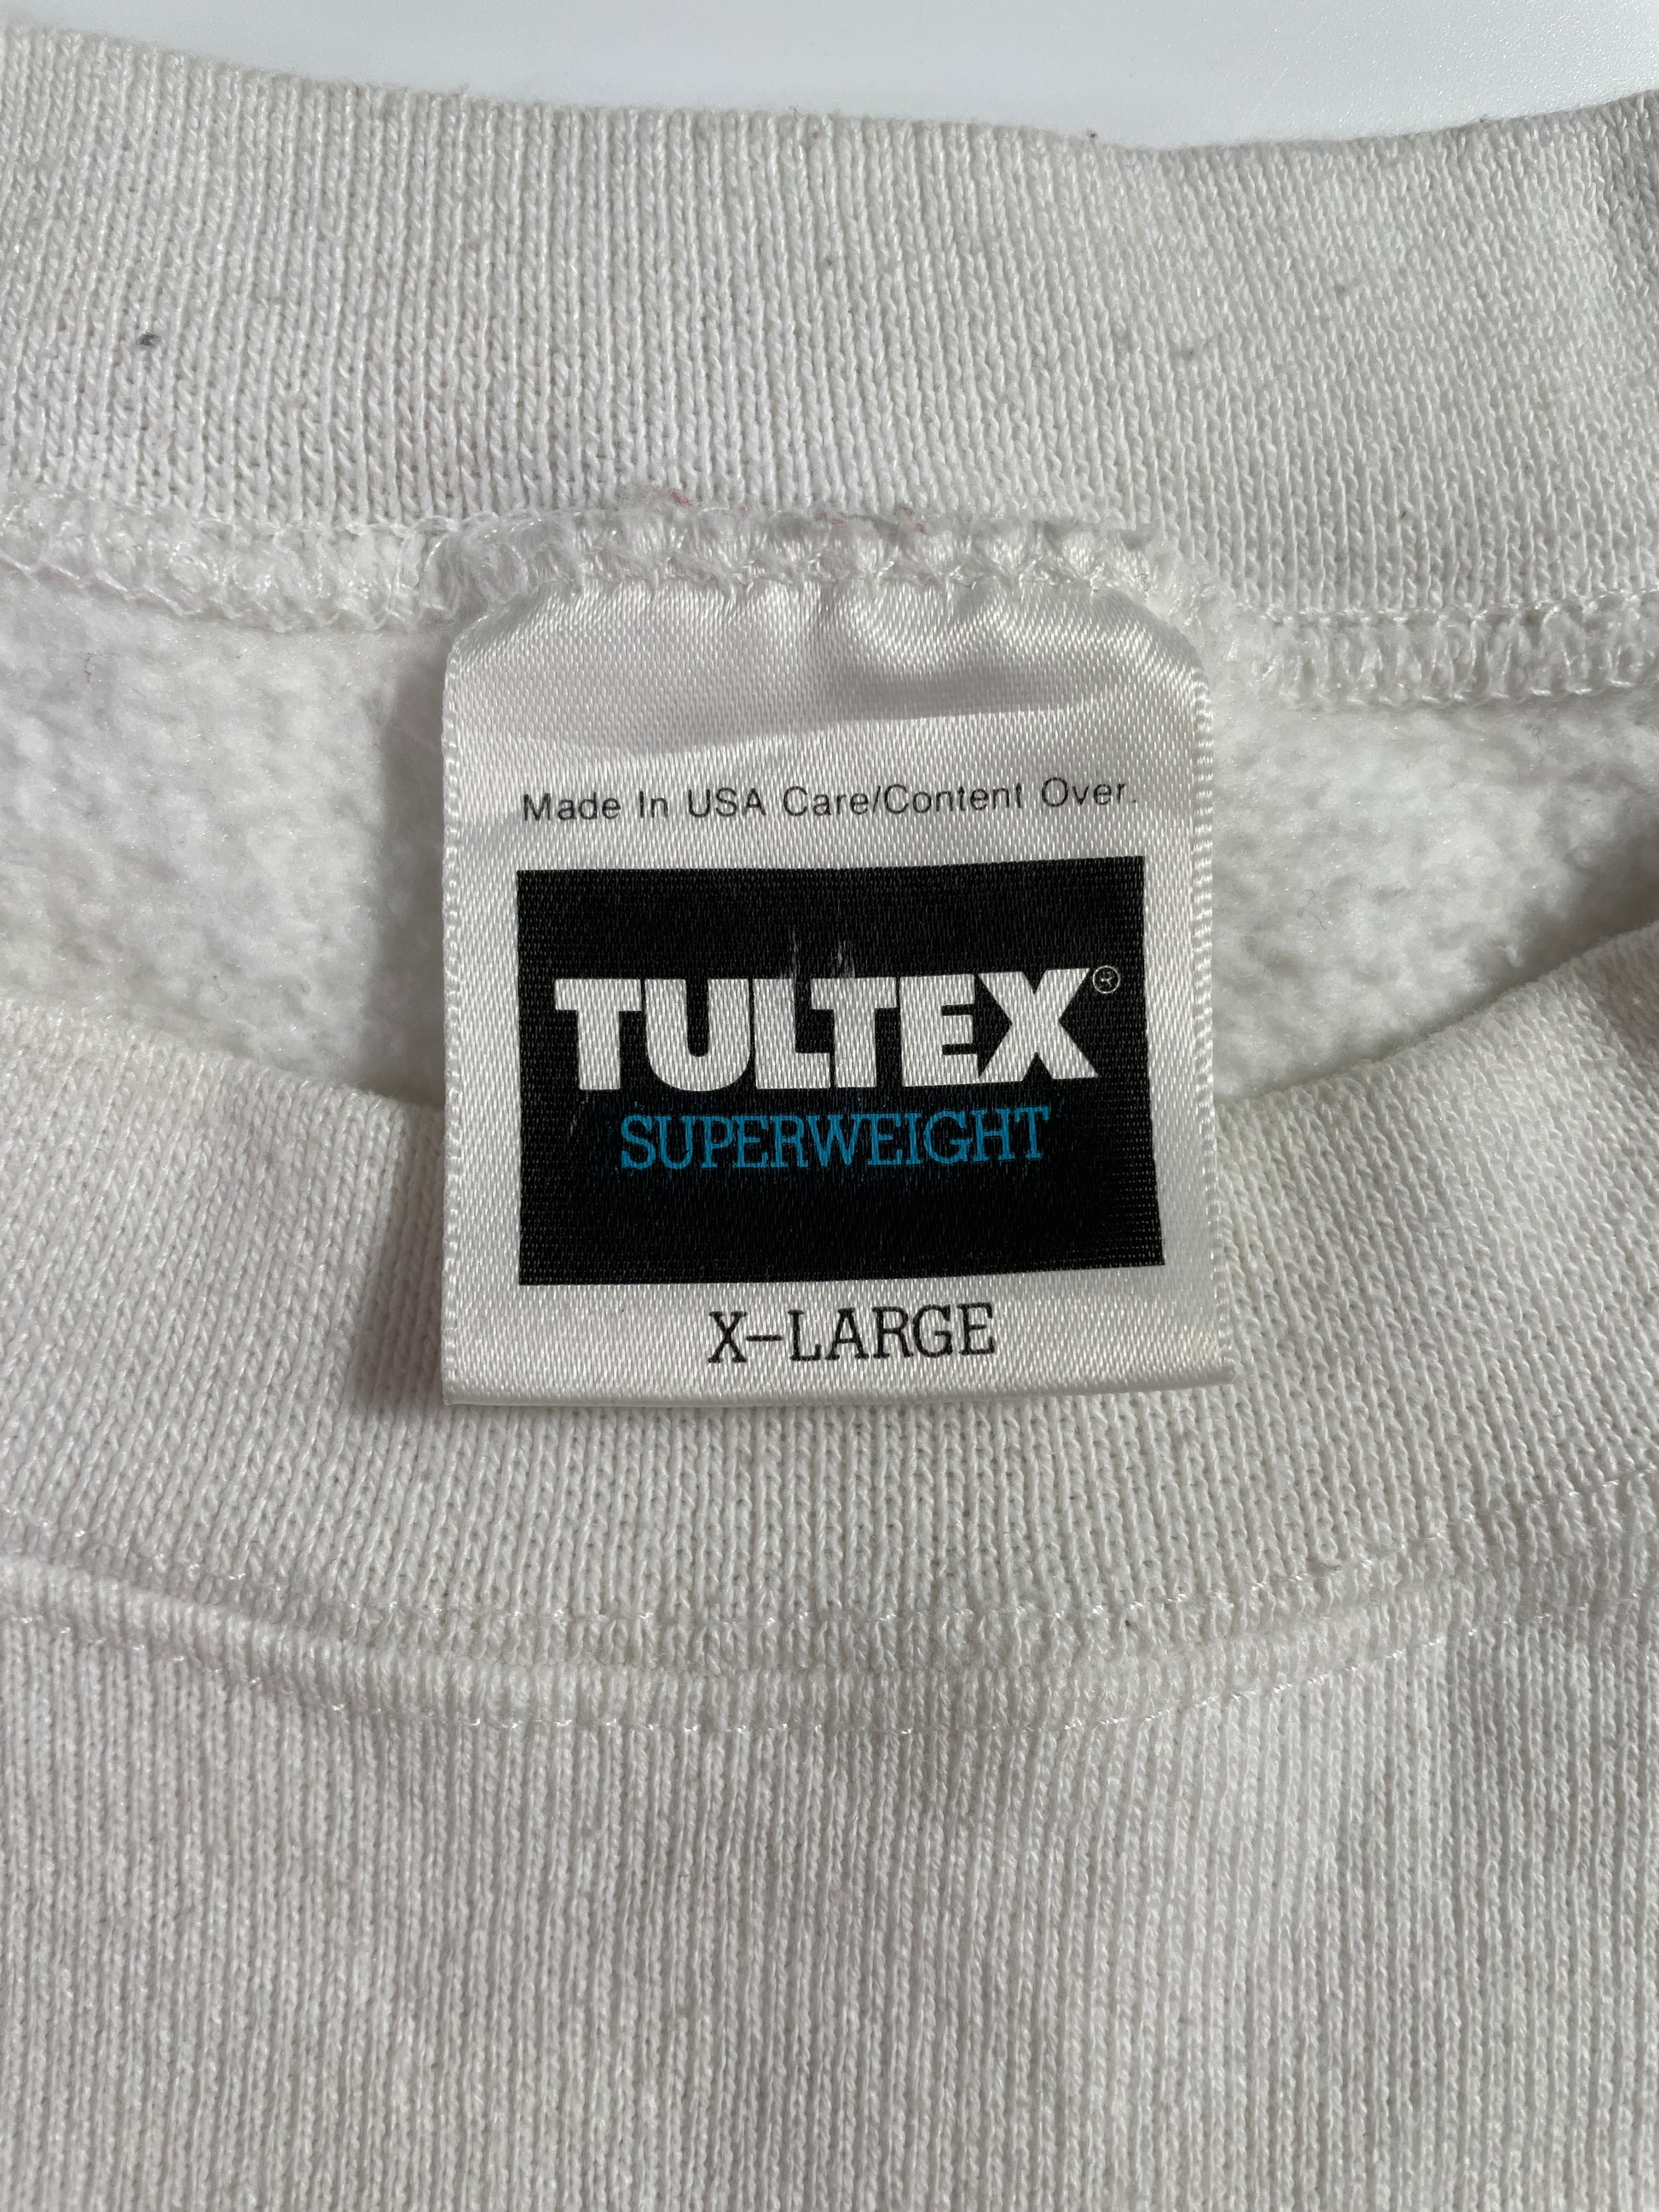 Made In USA Care/Content Over.
TULTEX®
SUPERWEIGHT
X-LARGE